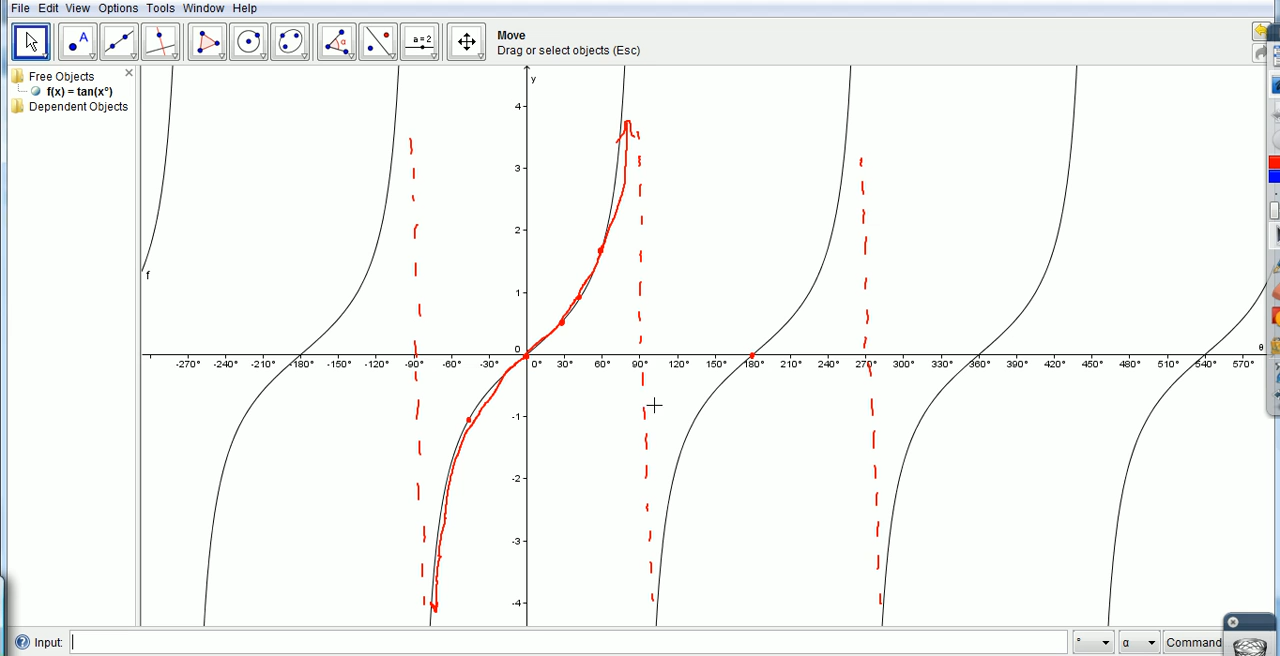 File Edit View Options Tools Window Help
A
α
a = 2
Move
Drag or select objects (Esc)
Free Objects
f(x) = tan(x°)
Dependent Objects
y
4
3
2
1
0
-270° -240° -210° -180° -150° -120° -90° -60° -30° 0° 30° 60° 90° 120° 150° 180° 210° 240° 270° 300° 330° 360° 390° 420° 450° 480° 510° 540° 570° θ
-1
-2
-3
-4
f
Input: ° α Command